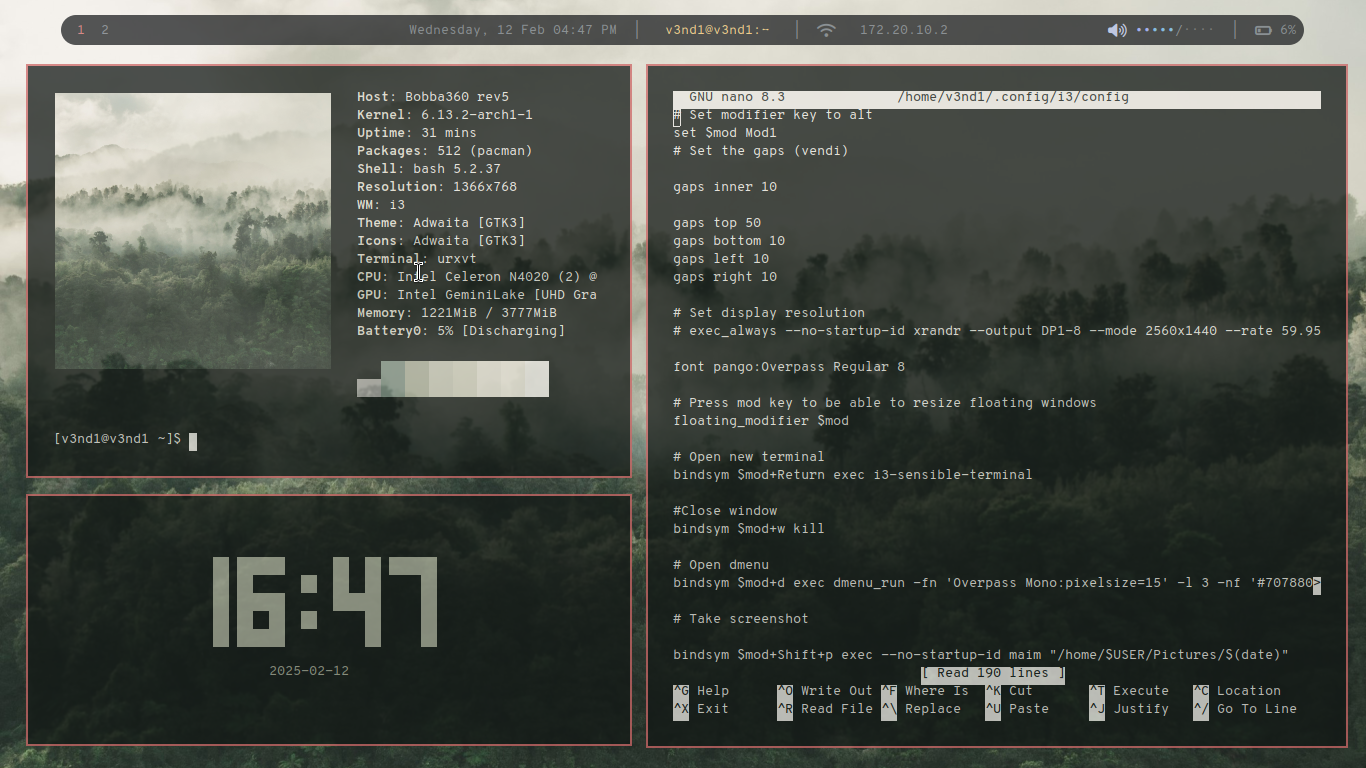 1 2 Wednesday, 12 Feb 04:47 PM v3nd1@v3nd1:~ 172.20.10.2 •••••/···· 6%
Host: Bobba360 rev5
Kernel: 6.13.2-arch1-1
Uptime: 31 mins
Packages: 512 (pacman)
Shell: bash 5.2.37
Resolution: 1366x768
WM: i3
Theme: Adwaita [GTK3]
Icons: Adwaita [GTK3]
Terminal: urxvt
CPU: Intel Celeron N4020 (2) @
GPU: Intel GeminiLake [UHD Gra
Memory: 1221MiB / 3777MiB
Battery0: 5% [Discharging]
[v3nd1@v3nd1 ~]$
16:47
2025-02-12
GNU nano 8.3 /home/v3nd1/.config/i3/config
# Set modifier key to alt
set $mod Mod1
# Set the gaps (vendi)
gaps inner 10
gaps top 50
gaps bottom 10
gaps left 10
gaps right 10
# Set display resolution
# exec_always --no-startup-id xrandr --output DP1-8 --mode 2560x1440 --rate 59.95
font pango:Overpass Regular 8
# Press mod key to be able to resize floating windows
floating_modifier $mod
# Open new terminal
bindsym $mod+Return exec i3-sensible-terminal
#Close window
bindsym $mod+w kill
# Open dmenu
bindsym $mod+d exec dmenu_run -fn 'Overpass Mono:pixelsize=15' -l 3 -nf '#707880>
# Take screenshot
bindsym $mod+Shift+p exec --no-startup-id maim "/home/$USER/Pictures/$(date)"
[ Read 190 lines ]
^G Help ^O Write Out ^F Where Is ^K Cut ^T Execute ^C Location
^X Exit ^R Read File ^\ Replace ^U Paste ^J Justify ^/ Go To Line